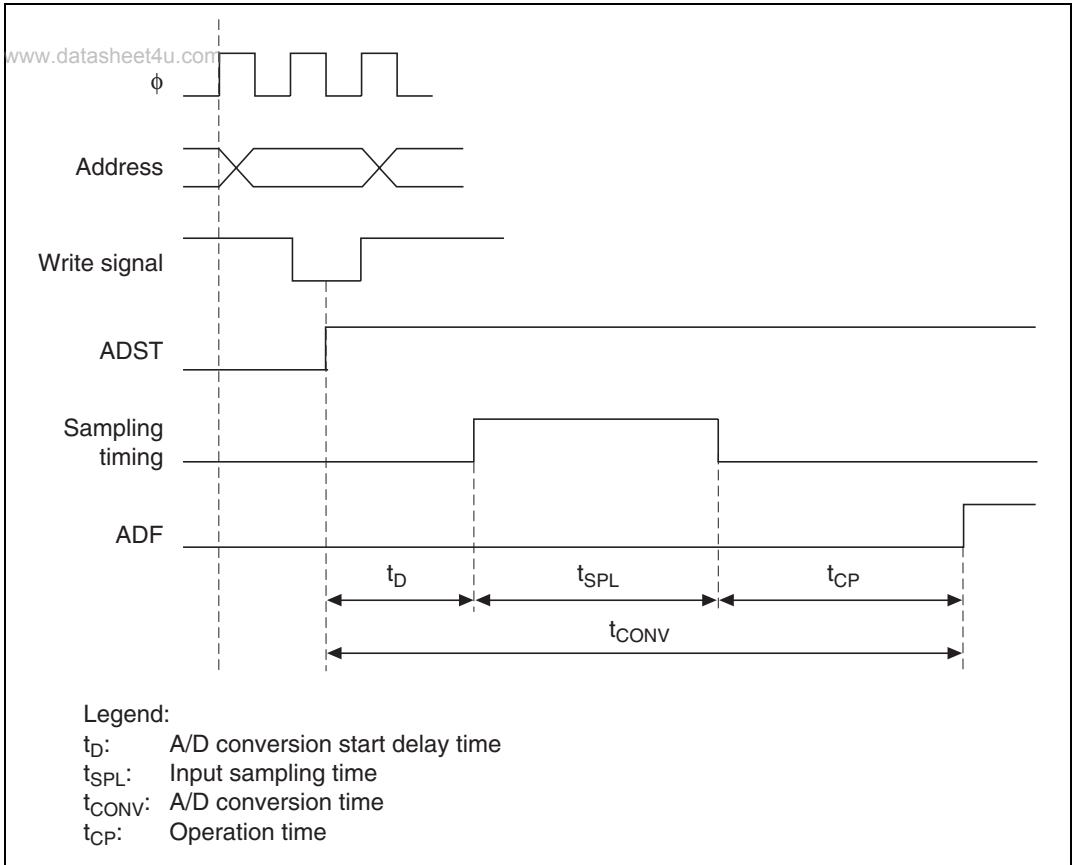 www.datasheet4u.com
ϕ
Address
Write signal
ADST
Sampling
timing
ADF
tD
tSPL
tCP
tCONV
Legend:
tD: A/D conversion start delay time
tSPL: Input sampling time
tCONV: A/D conversion time
tCP: Operation time